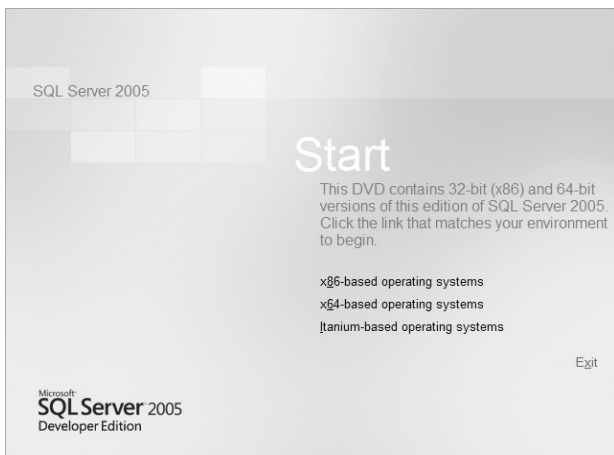 SQL Server 2005
Start
This DVD contains 32-bit (x86) and 64-bit
versions of this edition of SQL Server 2005.
Click the link that matches your environment
to begin.
x86-based operating systems
x64-based operating systems
Itanium-based operating systems
Exit
Microsoft
SQL Server 2005
Developer Edition